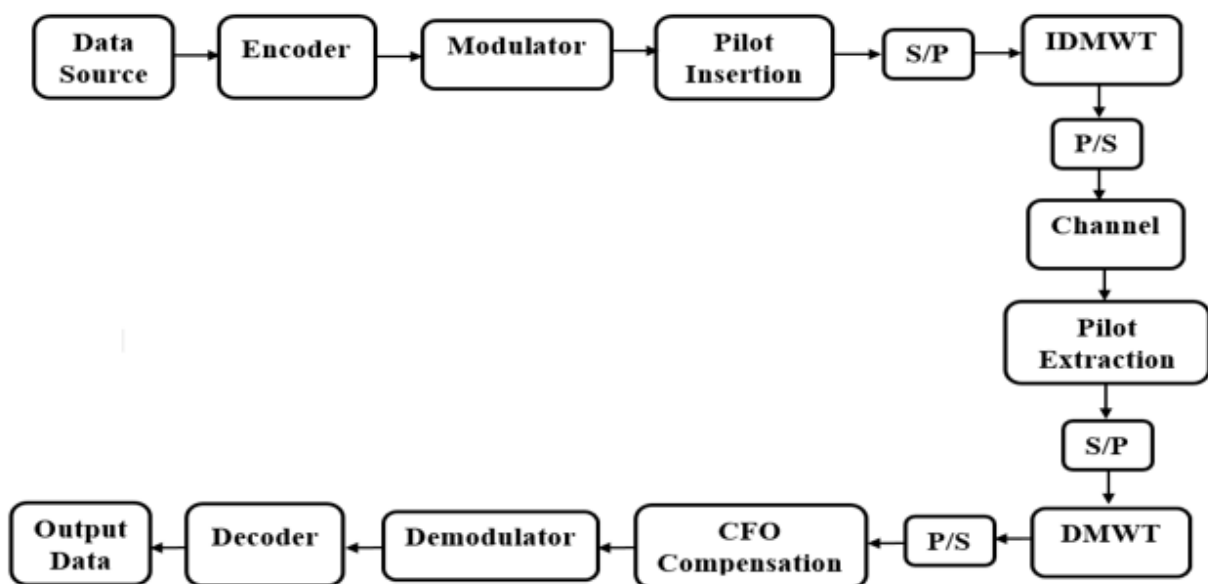 Data
Source
Encoder
Modulator
Pilot
Insertion
S/P
IDMWT
P/S
Channel
Pilot
Extraction
S/P
DMWT
P/S
CFO
Compensation
Demodulator
Decoder
Output
Data